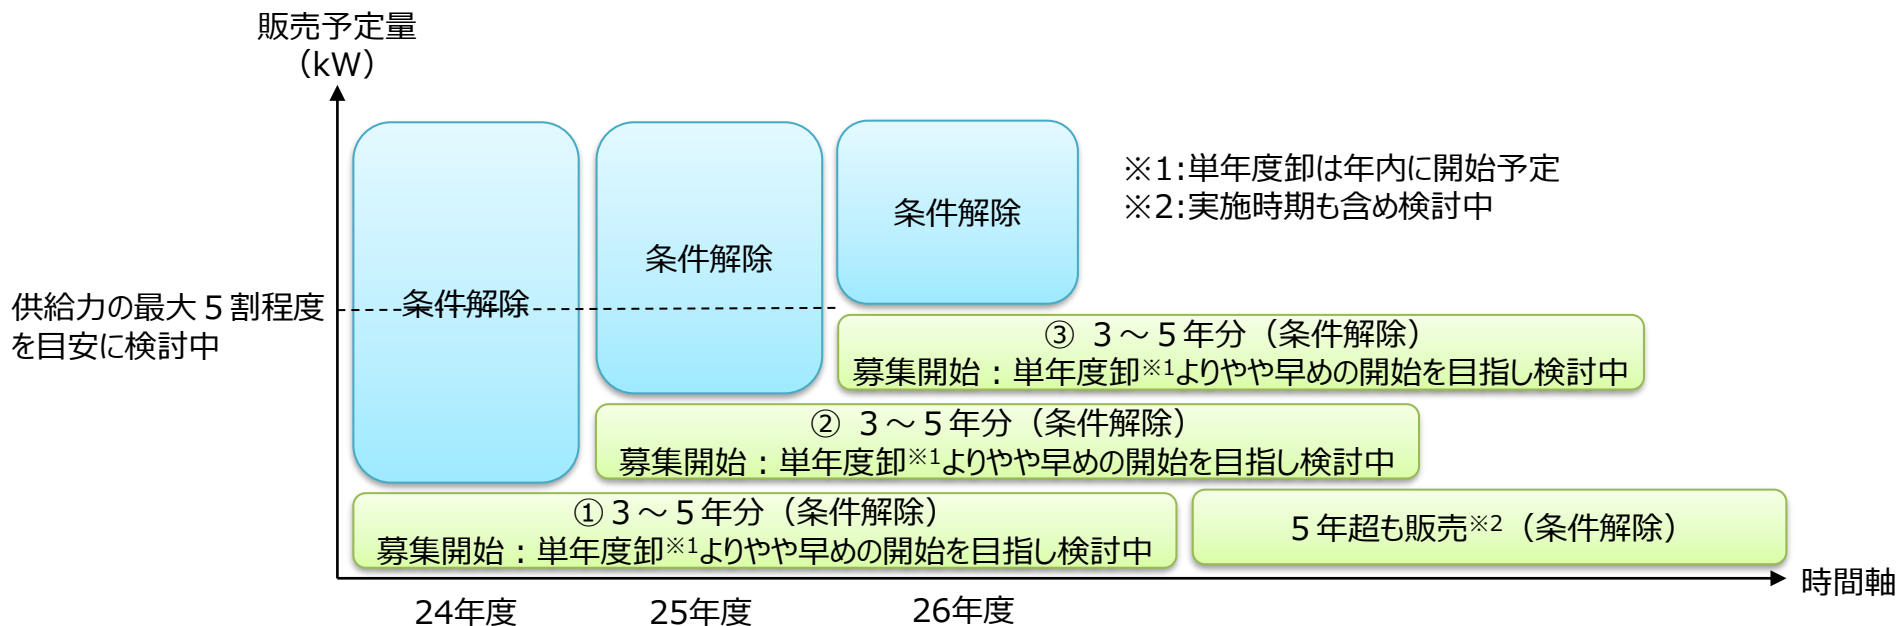 販売予定量
（kW）
条件解除
条件解除
条件解除
※1:単年度卸は年内に開始予定
※2:実施時期も含め検討中
供給力の最大５割程度
を目安に検討中
③ ３～５年分（条件解除）
募集開始：単年度卸※1よりやや早めの開始を目指し検討中
② ３～５年分（条件解除）
募集開始：単年度卸※1よりやや早めの開始を目指し検討中
①３～５年分（条件解除）
募集開始：単年度卸※1よりやや早めの開始を目指し検討中
５年超も販売※2（条件解除）
時間軸
24年度
25年度
26年度